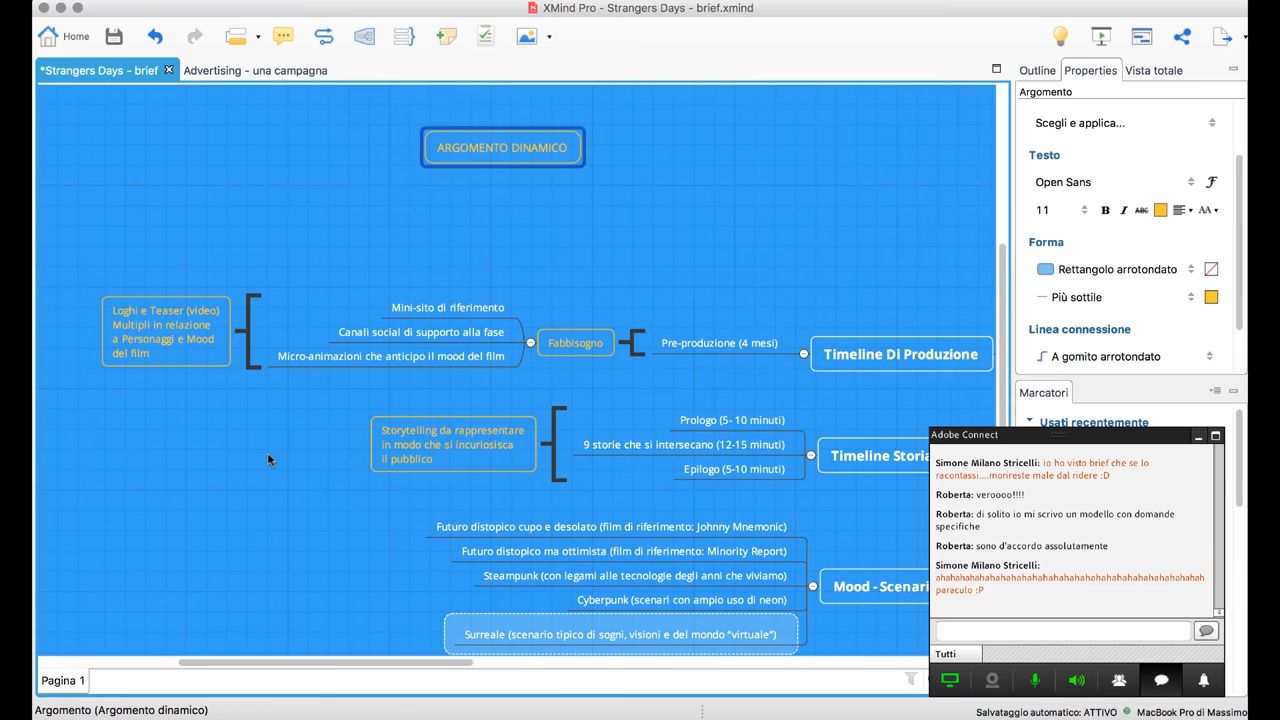 XMind Pro - Strangers Days - brief.xmind
Home
*Strangers Days - brief
Advertising - una campagna
Outline
Properties
Vista totale
Argomento
Scegli e applica...
Testo
Open Sans
11
B I ABC AA
Forma
Rettangolo arrotondato
Più sottile
Linea connessione
A gomito arrotondato
Marcatori
Usati recentemente
ARGOMENTO DINAMICO
Loghi e Teaser (video)
Multipli in relazione
a Personaggi e Mood
del film
Mini-sito di riferimento
Canali social di supporto alla fase
Micro-animazioni che anticipo il mood del film
Fabbisogno
Pre-produzione (4 mesi)
Timeline Di Produzione
Storytelling da rappresentare
in modo che si incuriosisca
il pubblico
Prologo (5- 10 minuti)
9 storie che si intersecano (12-15 minuti)
Epilogo (5-10 minuti)
Timeline Storia
Futuro distopico cupo e desolato (film di riferimento: Johnny Mnemonic)
Futuro distopico ma ottimista (film di riferimento: Minority Report)
Steampunk (con legami alle tecnologie degli anni che viviamo)
Cyberpunk (scenari con ampio uso di neon)
Surreale (scenario tipico di sogni, visioni e del mondo “virtuale”)
Mood - Scenari
Adobe Connect
Simone Milano Stricelli: io ho visto brief che se lo
racontassi....morireste male dal ridere :D
Roberta: veroooo!!!!
Roberta: di solito io mi scrivo un modello con domande
specifiche
Roberta: sono d'accordo assolutamente
Simone Milano Stricelli:
ahahahahahahahahahahahahahahahahahahahahahahahahahahah
paraculo :P
Tutti
Pagina 1
Argomento (Argomento dinamico)
Salvataggio automatico: ATTIVO
MacBook Pro di Massimo